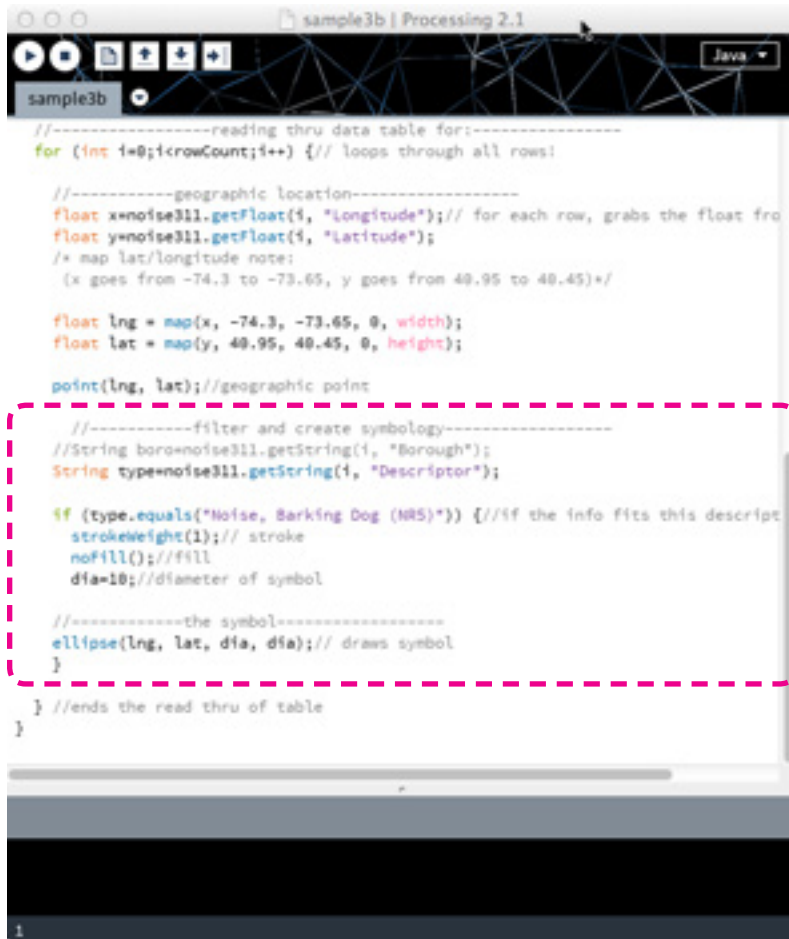 sample3b | Processing 2.1
Java
sample3b
//-----------------reading thru data table for:----------------
for (int i=0;i<rowCount;i++) {// loops through all rows!
//-----------geographic location------------------
float x=noise311.getFloat(i, "Longitude");// for each row, grabs the float fro
float y=noise311.getFloat(i, "Latitude");
/* map lat/longitude note:
(x goes from -74.3 to -73.65, y goes from 40.95 to 40.45)*/
float lng = map(x, -74.3, -73.65, 0, width);
float lat = map(y, 40.95, 40.45, 0, height);
point(lng, lat);//geographic point
//-----------filter and create symbology------------------
//String boro=noise311.getString(i, "Borough");
String type=noise311.getString(i, "Descriptor");
if (type.equals("Noise, Barking Dog (NR5)")) {//if the info fits this descript
strokeWeight(1);// stroke
noFill();//fill
dia=10;//diameter of symbol
//------------the symbol------------------
ellipse(lng, lat, dia, dia);// draws symbol
}
} //ends the read thru of table
}
1